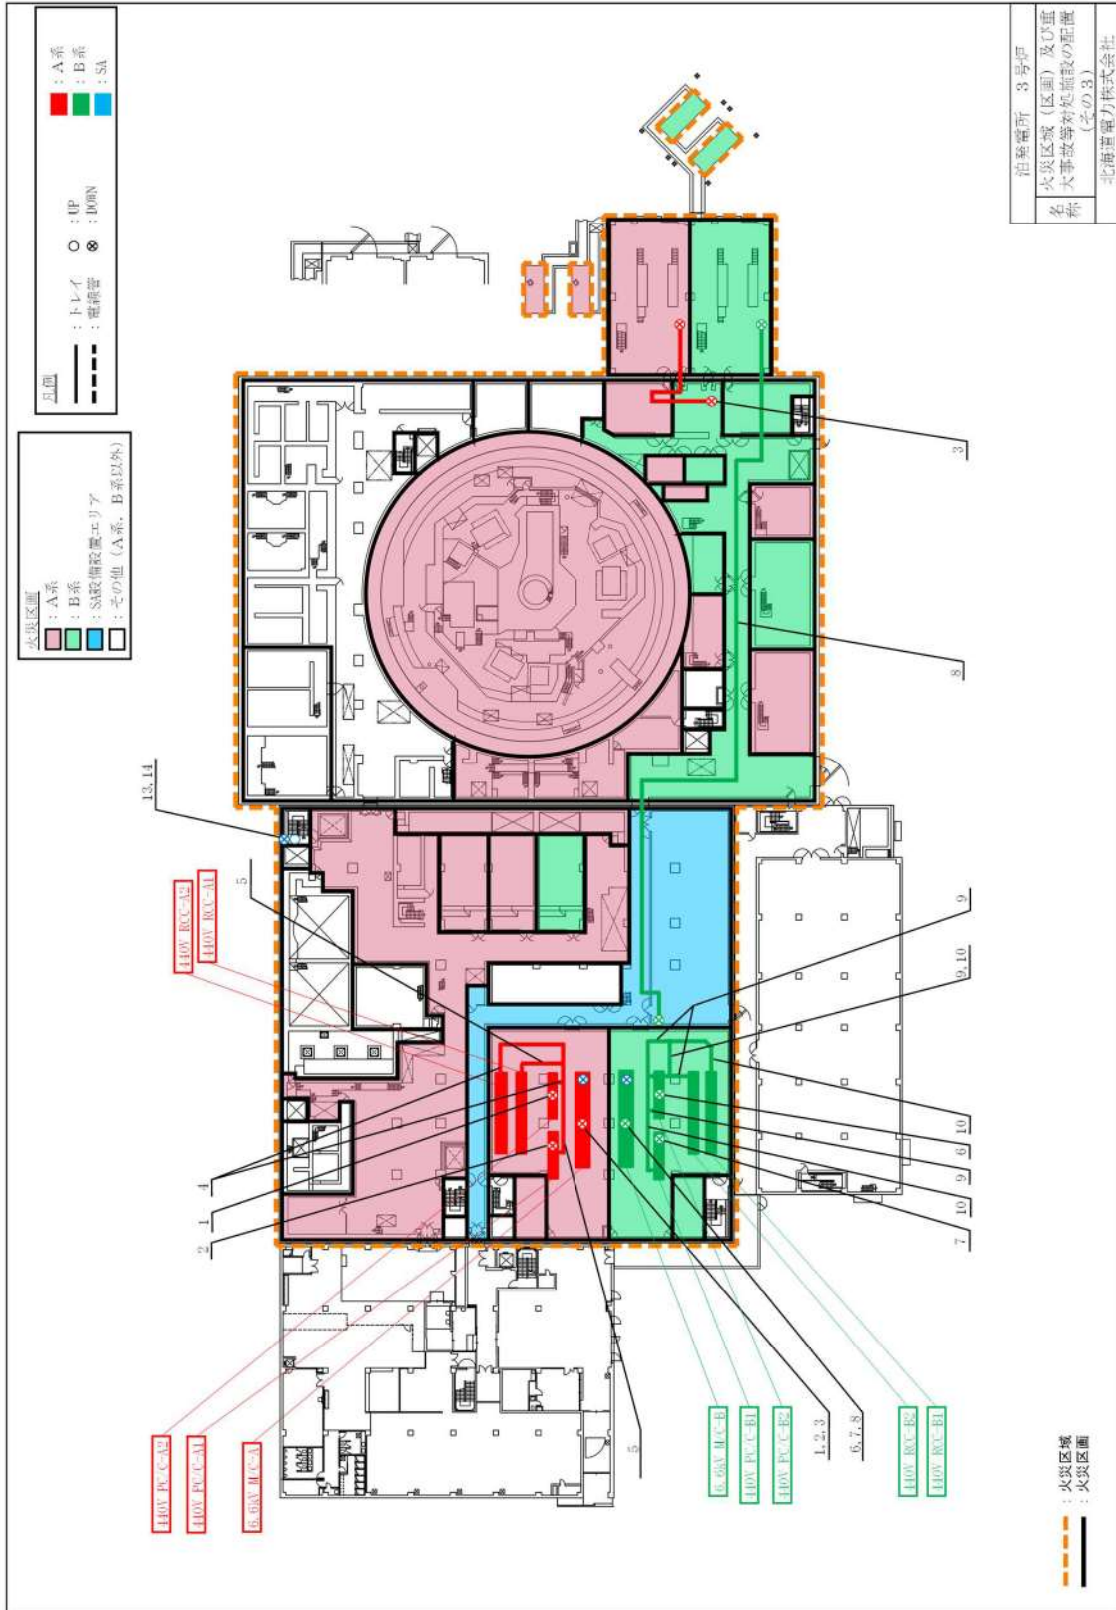 火災区画
: A系
: B系
: SA設備設置エリア
: その他（A系，B系以外）
凡例
: トレイ
: 電線管
○ : UP
⊗ : DOWN
: A系
: B系
: SA
440V PC/C-A2
440V PC/C-A1
6.6kV M/C-A
2
1
4
5
440V RCC-A2
440V RCC-A1
13,14
5
6.6kV M/C-B
440V PC/C-B1
440V PC/C-B2
1,2,3
6,7,8
440V RCC-B2
440V RCC-B1
7
10
9
6
10
9,10
9
8
3
: 火災区域
: 火災区画
泊発電所　3号炉
名称
火災区域（区画）及び重
大事故等対処施設の配置
（その３）
北海道電力株式会社